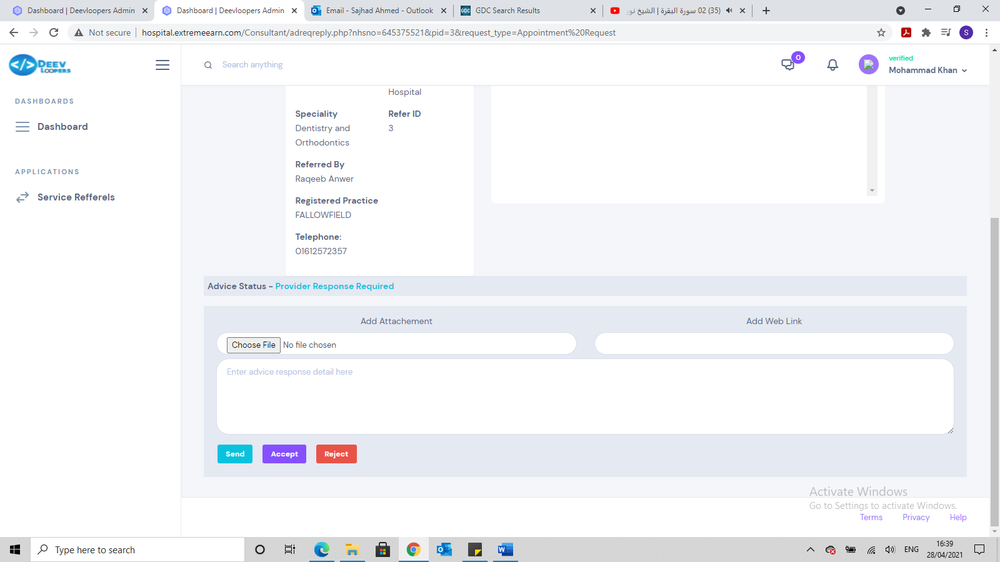 Dashboard | Deevloopers Admin
Dashboard | Deevloopers Admin
Email - Sajhad Ahmed - Outlook
GDC
GDC Search Results
(35) 02 سورة البقرة | الشيخ نور
Not secure
hospital.extremeearn.com/Consultant/adreqreply.php?nhsno=645375521&pid=3&request_type=Appointment%20Request
S
</> DEEV
LOOPERS
Search anything
0
verified
Mohammad Khan
DASHBOARDS
Dashboard
APPLICATIONS
Service Refferels
Hospital
Speciality
Dentistry and
Orthodontics
Refer ID
3
Referred By
Raqeeb Anwer
Registered Practice
FALLOWFIELD
Telephone:
01612572357
Advice Status - Provider Response Required
Add Attachement
Add Web Link
Choose File No file chosen
Enter advice response detail here
Send
Accept
Reject
Activate Windows
Go to Settings to activate Windows.
Terms
Privacy
Help
Type here to search
ENG
16:39
28/04/2021